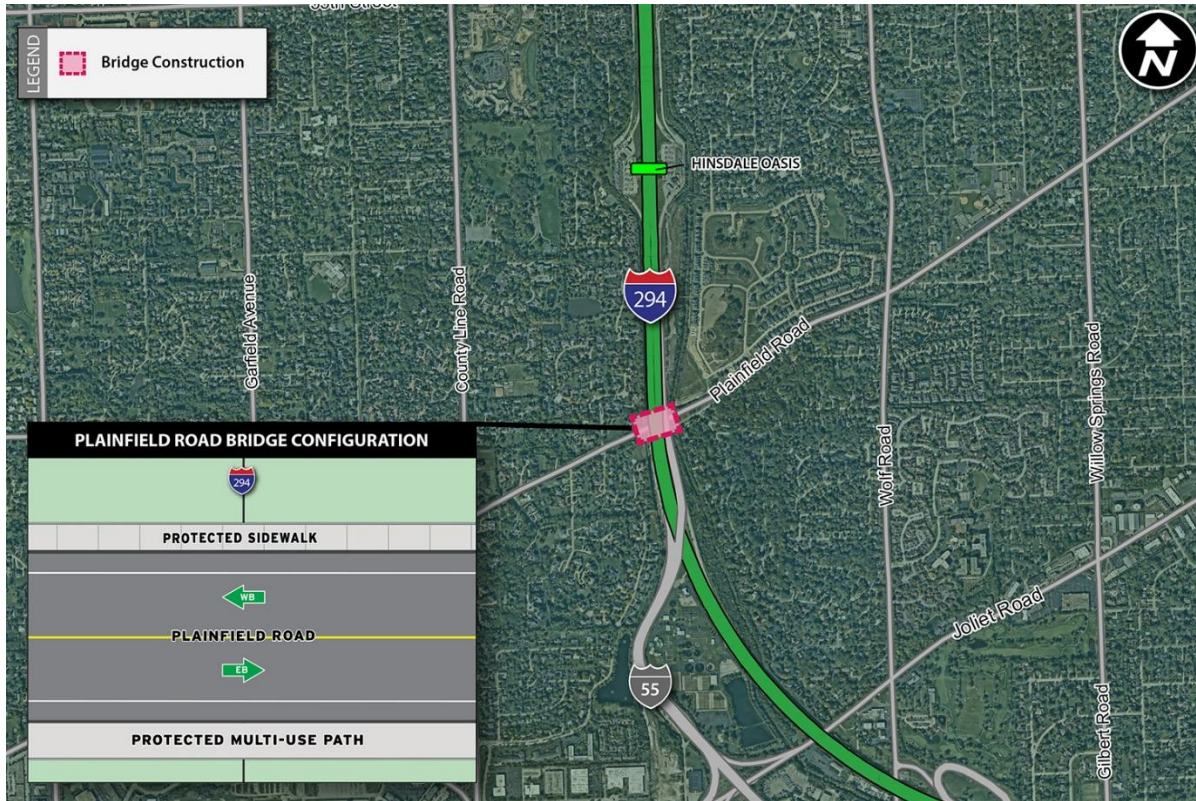 55th Street
LEGEND
Bridge Construction
N
HINSDALE OASIS
294
Garfield Avenue
County Line Road
Plainfield Road
Wolf Road
Willow Springs Road
Joliet Road
55
Gilbert Road
PLAINFIELD ROAD BRIDGE CONFIGURATION
294
PROTECTED SIDEWALK
WB
PLAINFIELD ROAD
EB
PROTECTED MULTI-USE PATH